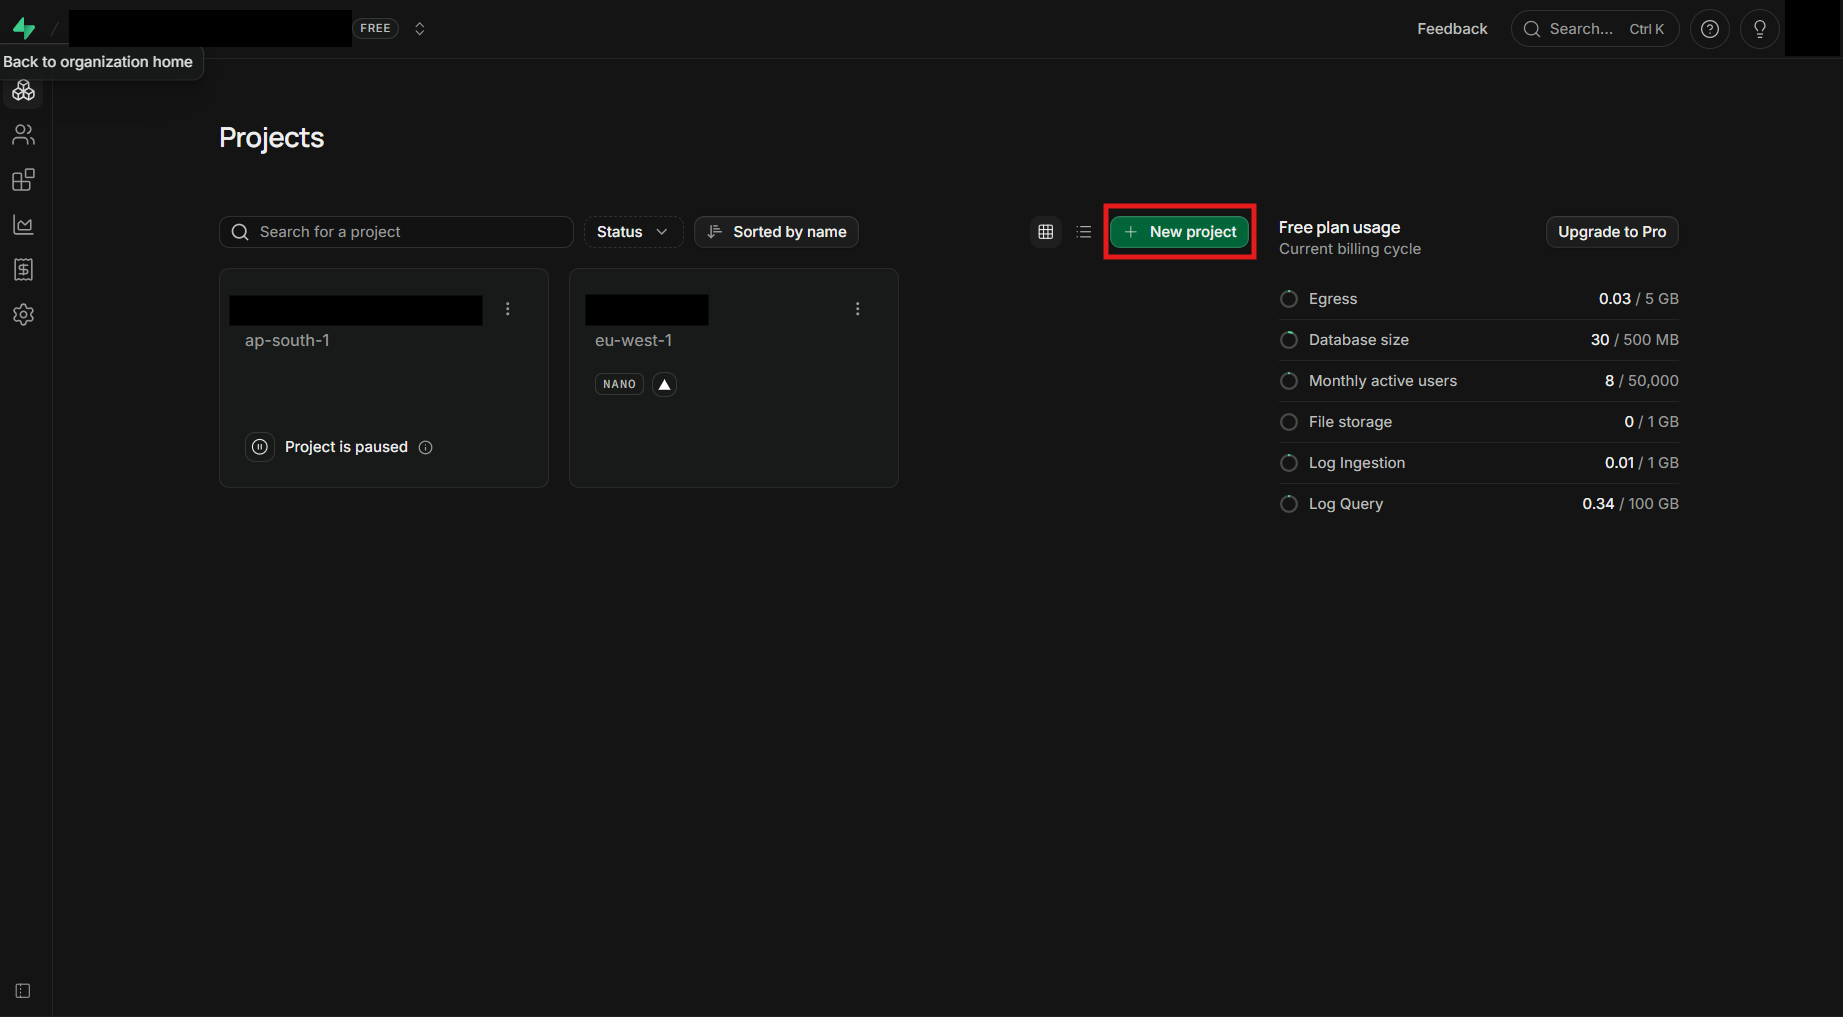 FREE
Feedback
Search...
Ctrl K
Back to organization home
Projects
Search for a project
Status
Sorted by name
New project
Free plan usage
Current billing cycle
Upgrade to Pro
ap-south-1
Project is paused
eu-west-1
NANO
Egress 0.03 / 5 GB
Database size 30 / 500 MB
Monthly active users 8 / 50,000
File storage 0 / 1 GB
Log Ingestion 0.01 / 1 GB
Log Query 0.34 / 100 GB